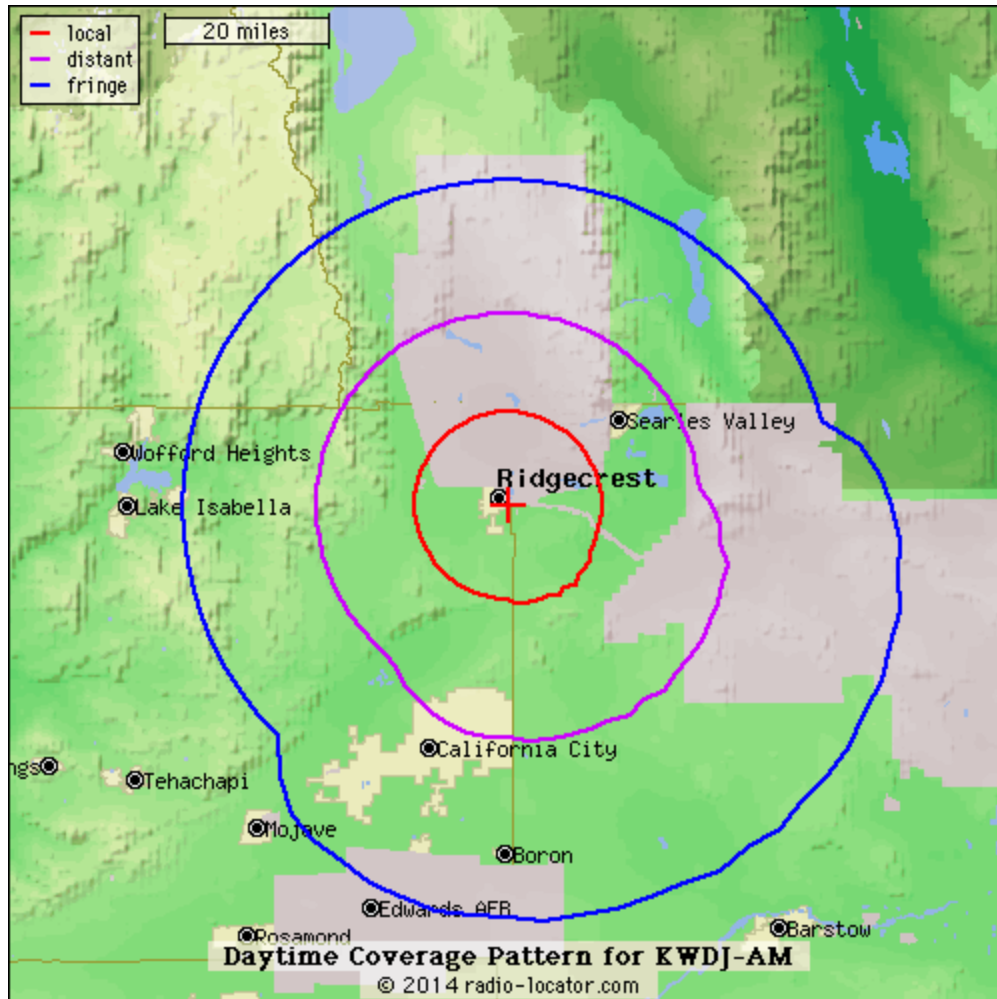 local
distant
fringe
20 miles
Searles Valley
Wofford Heights
Ridgecrest
Lake Isabella
California City
ngs
Tehachapi
Mojave
Boron
Edwards AFB
Rosamond
Barstow
Daytime Coverage Pattern for KWDJ-AM
© 2014 radio-locator.com